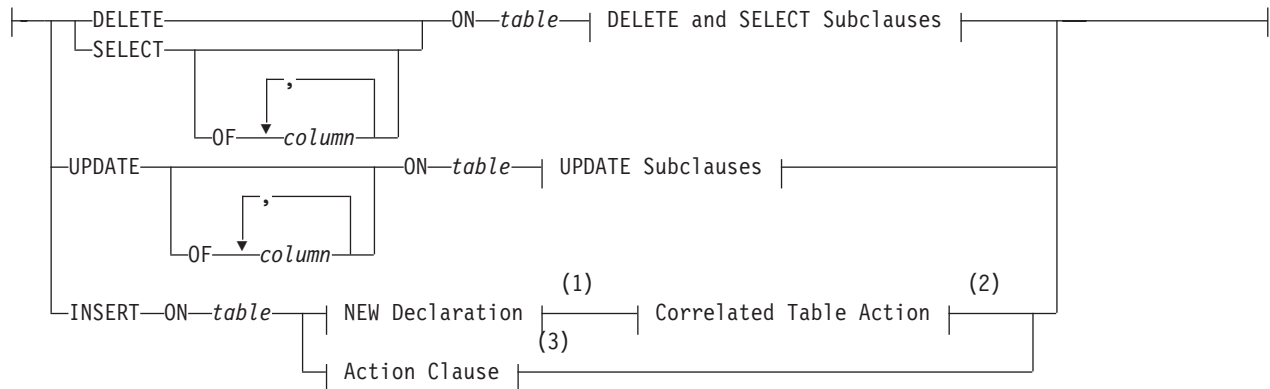 DELETE ON table DELETE and SELECT Subclauses
SELECT
,
OF column
UPDATE ON table UPDATE Subclauses
,
OF column
(1) (2)
INSERT ON table NEW Declaration Correlated Table Action
(3)
Action Clause